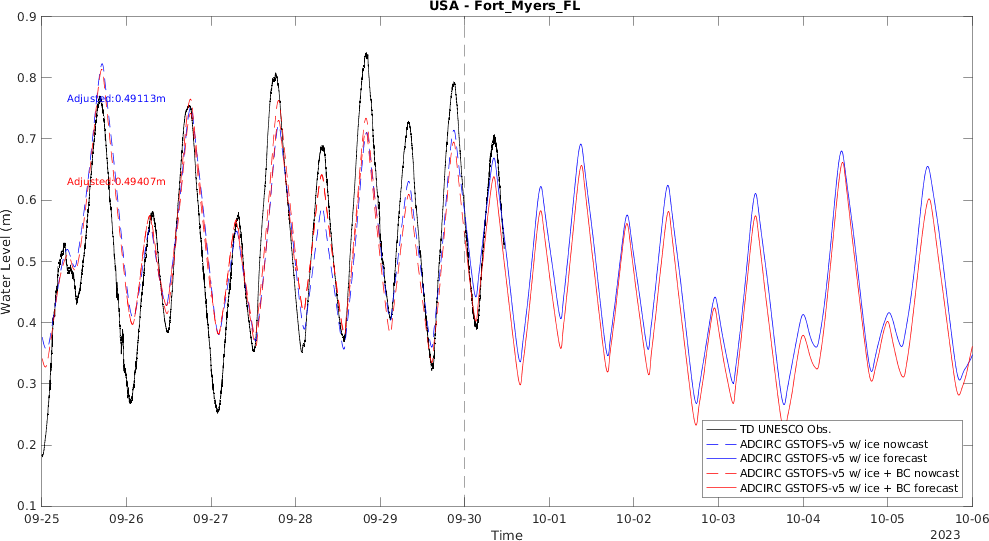 USA - Fort_Myers_FL
0.9
0.8
0.7
0.6
0.5
0.4
0.3
0.2
0.1
Water Level (m)
Adjusted:0.49113m
Adjusted:0.49407m
TD UNESCO Obs.
ADCIRC GSTOFS-v5 w/ ice nowcast
ADCIRC GSTOFS-v5 w/ ice forecast
ADCIRC GSTOFS-v5 w/ ice + BC nowcast
ADCIRC GSTOFS-v5 w/ ice + BC forecast
09-25 09-26 09-27 09-28 09-29 09-30 10-01 10-02 10-03 10-04 10-05 10-06
Time
2023